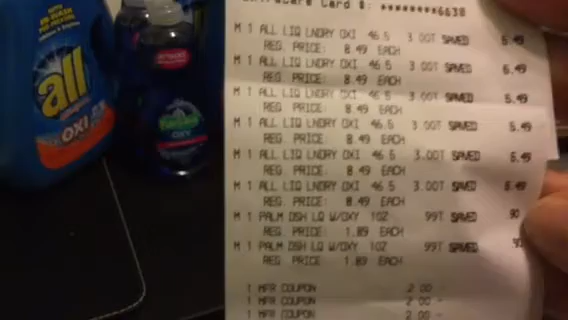 Card #: ********6638
M 1 ALL LIQ LNDRY OXI 46.5 3.00T SAVED 5.49
REG. PRICE: 8.49 EACH
M 1 ALL LIQ LNDRY OXI 46.5 3.00T SAVED 5.49
REG. PRICE: 8.49 EACH
M 1 ALL LIQ LNDRY OXI 46.5 3.00T SAVED 5.49
REG. PRICE: 8.49 EACH
M 1 ALL LIQ LNDRY OXI 46.5 3.00T SAVED 5.49
REG. PRICE: 8.49 EACH
M 1 ALL LIQ LNDRY OXI 46.5 3.00T SAVED 5.49
REG. PRICE: 8.49 EACH
M 1 ALL LIQ LNDRY OXI 46.5 3.00T SAVED 5.49
REG. PRICE: 8.49 EACH
M 1 PALM DSH LQ W/OXY 10Z .99T SAVED .90
REG. PRICE: 1.89 EACH
M 1 PALM DSH LQ W/OXY 10Z .99T SAVED
REG. PRICE: 1.89 EACH
1 MFR COUPON 2.00 -
1 MFR COUPON 2.00 -
1 MFR COUPON 2.00 -
all
OXI
OXY